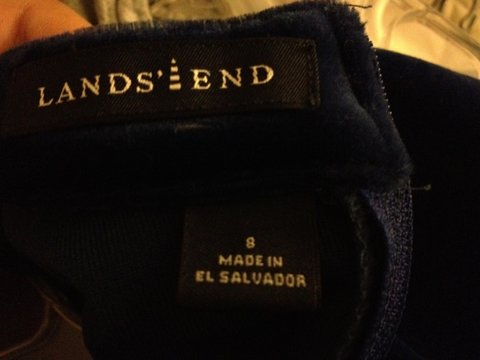 LANDS' END
8
MADE IN
EL SALVADOR